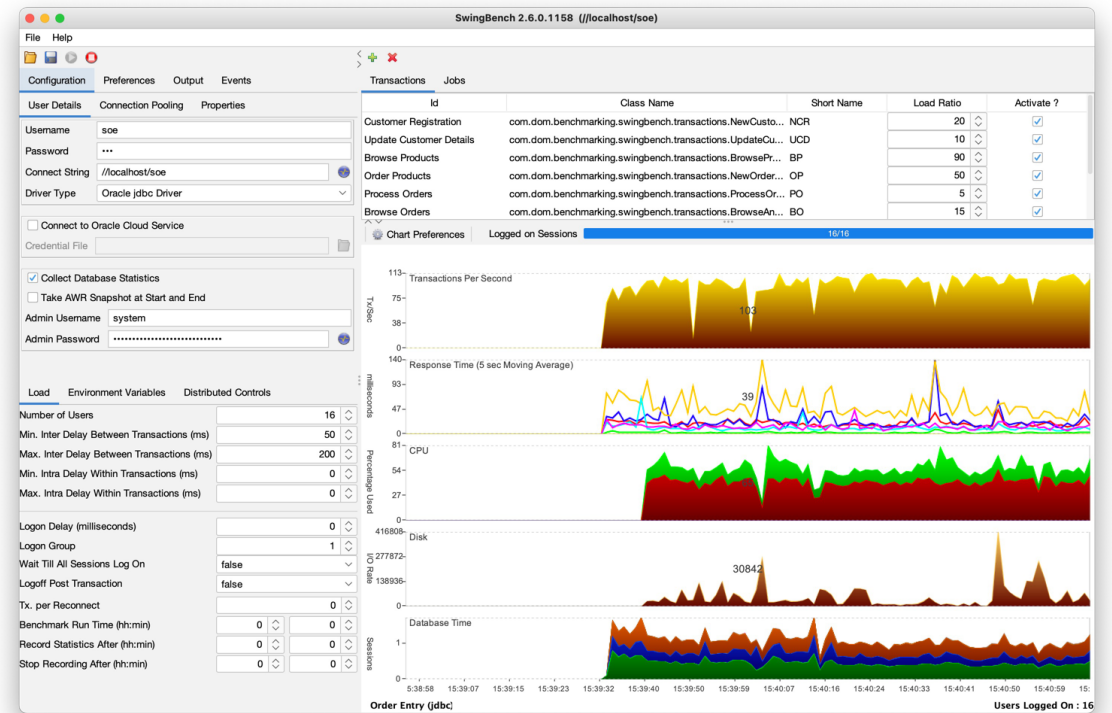 SwingBench 2.6.0.1158 (//localhost/soe)
File Help
Configuration Preferences Output Events
User Details Connection Pooling Properties
Username soe
Password •••
Connect String //localhost/soe
Driver Type Oracle jdbc Driver
Connect to Oracle Cloud Service
Credential File
Collect Database Statistics
Take AWR Snapshot at Start and End
Admin Username system
Admin Password ••••••••••••••••••••••••••••
Load Environment Variables Distributed Controls
Number of Users 16
Min. Inter Delay Between Transactions (ms) 50
Max. Inter Delay Between Transactions (ms) 200
Min. Intra Delay Within Transactions (ms) 0
Max. Intra Delay Within Transactions (ms) 0
Logon Delay (milliseconds) 0
Logon Group 1
Wait Till All Sessions Log On false
Logoff Post Transaction false
Tx. per Reconnect 0
Benchmark Run Time (hh:min) 0 0
Record Statistics After (hh:min) 0 0
Stop Recording After (hh:min) 0 0
Transactions Jobs
Id Class Name Short Name Load Ratio Activate ?
Customer Registration com.dom.benchmarking.swingbench.transactions.NewCusto... NCR 20
Update Customer Details com.dom.benchmarking.swingbench.transactions.UpdateCu... UCD 10
Browse Products com.dom.benchmarking.swingbench.transactions.BrowsePr... BP 90
Order Products com.dom.benchmarking.swingbench.transactions.NewOrder... OP 50
Process Orders com.dom.benchmarking.swingbench.transactions.ProcessOr... PO 5
Browse Orders com.dom.benchmarking.swingbench.transactions.BrowseAn... BO 15
Chart Preferences Logged on Sessions 16/16
Transactions Per Second
Tx/Sec
113
75
38
0
103
Response Time (5 sec Moving Average)
milliseconds
140
93
47
0
39
CPU
Percentage Used
81
54
27
0
Disk
I/O Rate
416808
277872
138936
0
30842
Database Time
Sessions
1
0
5:38:58 15:39:07 15:39:15 15:39:23 15:39:32 15:39:40 15:39:50 15:39:59 15:40:07 15:40:16 15:40:24 15:40:33 15:40:41 15:40:50 15:40:59 15:
Order Entry (jdbc) Users Logged On : 16